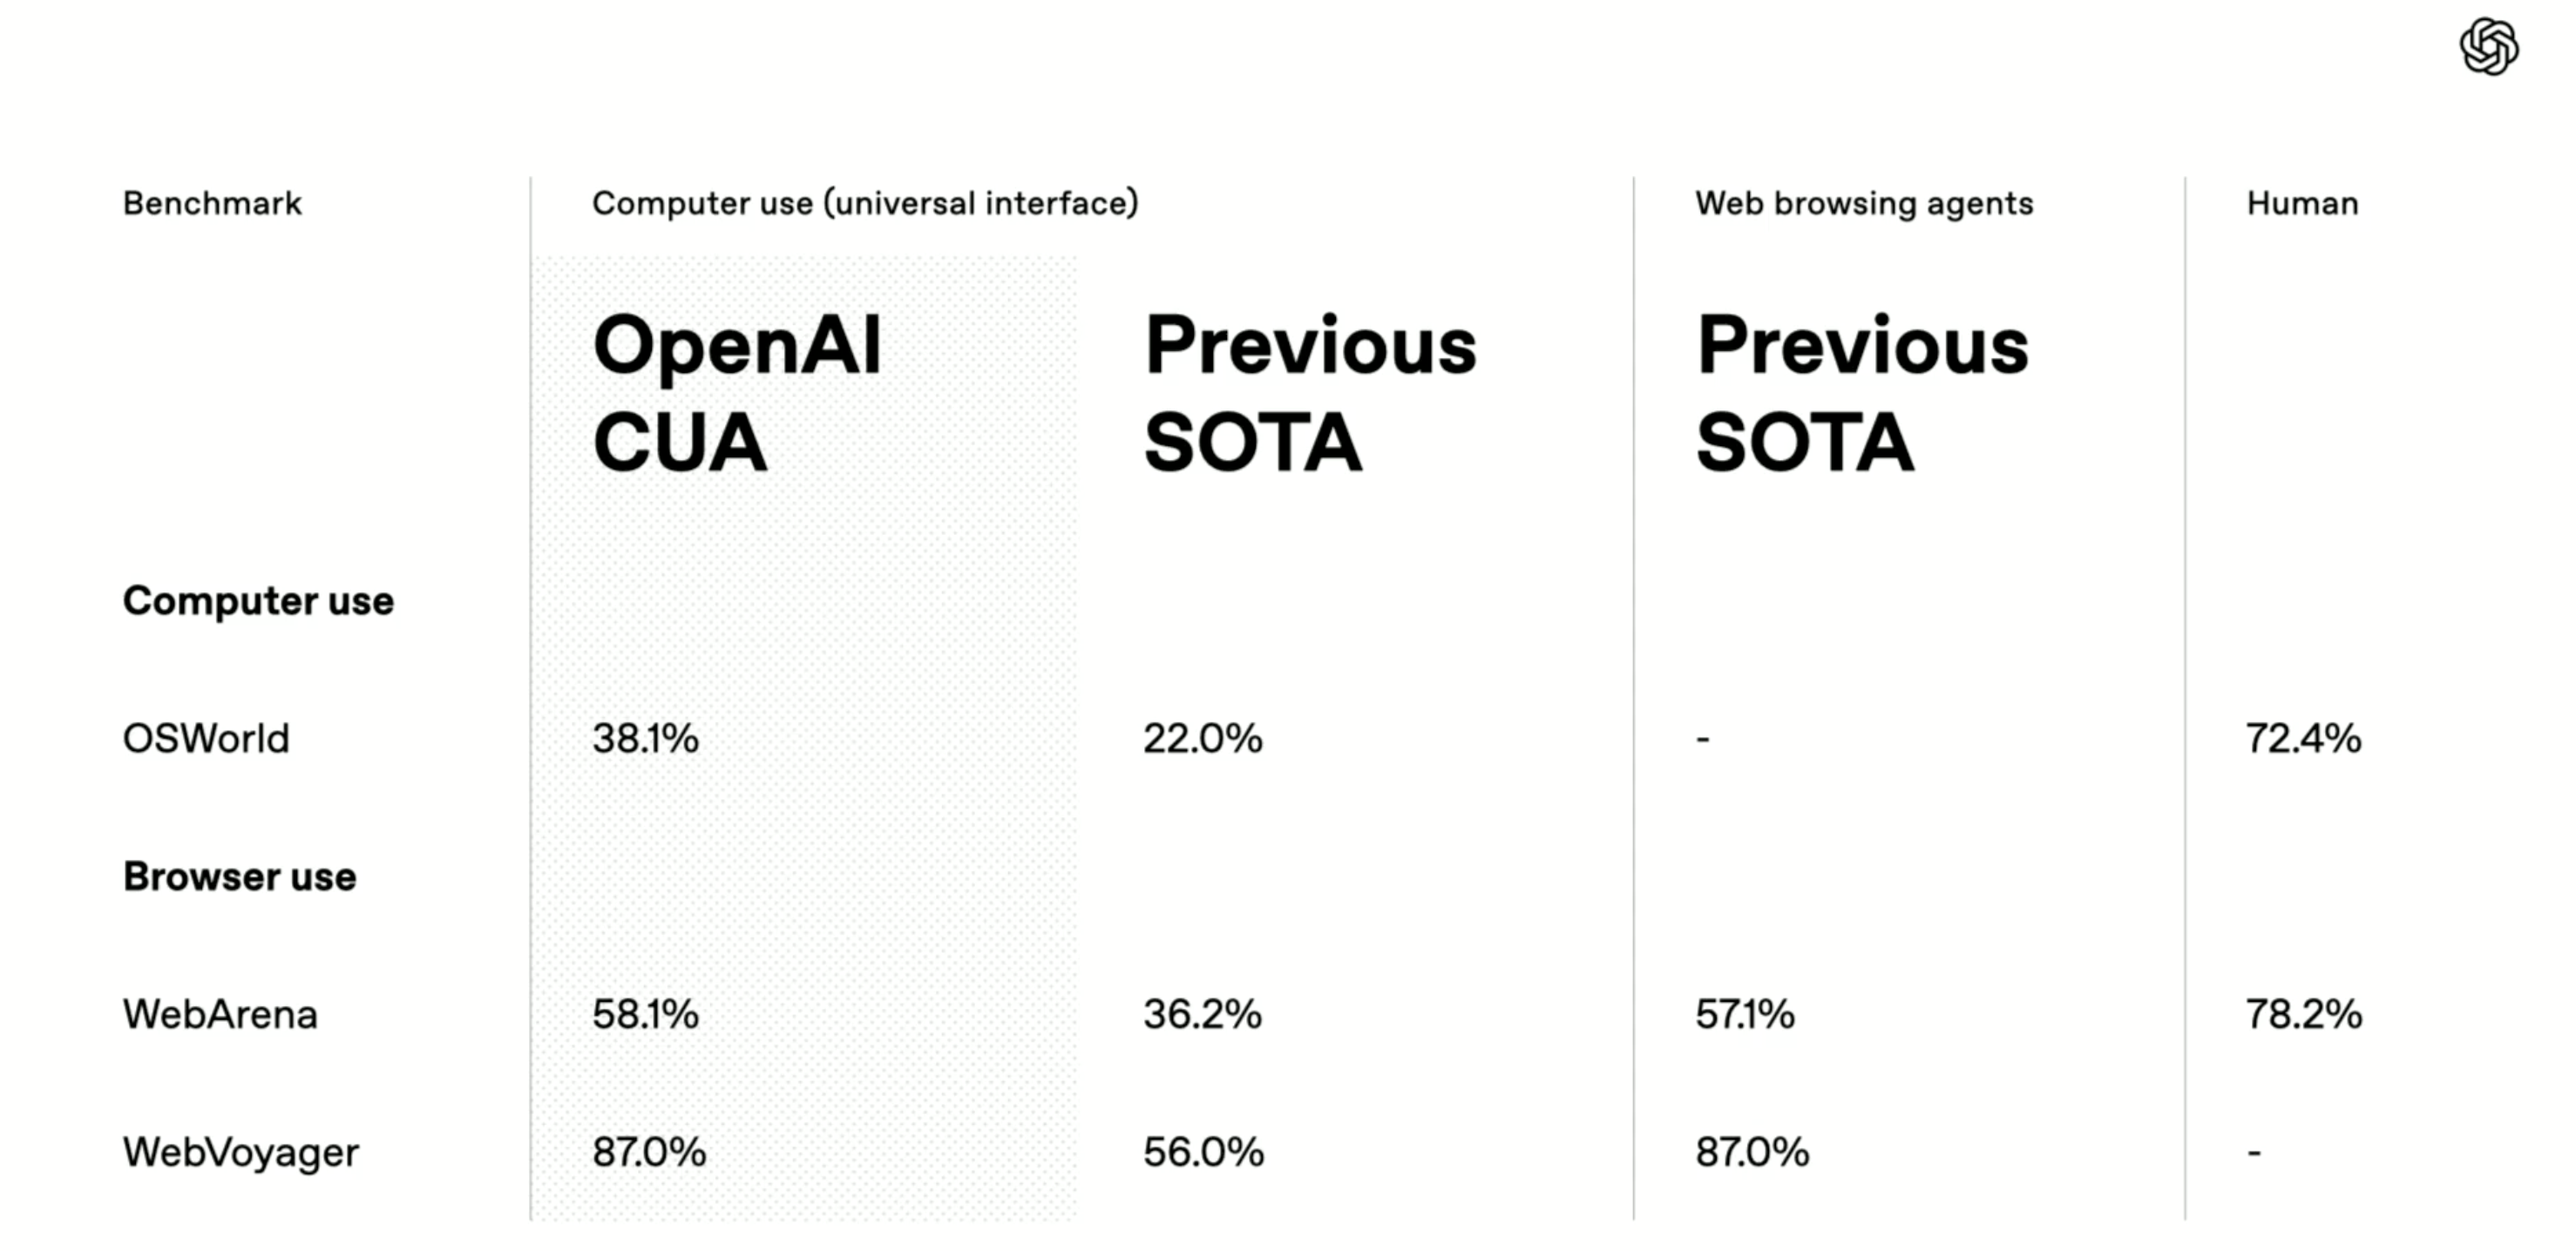 Benchmark Computer use (universal interface) Web browsing agents Human
OpenAI Previous Previous
CUA SOTA SOTA
Computer use
OSWorld 38.1% 22.0% - 72.4%
Browser use
WebArena 58.1% 36.2% 57.1% 78.2%
WebVoyager 87.0% 56.0% 87.0% -